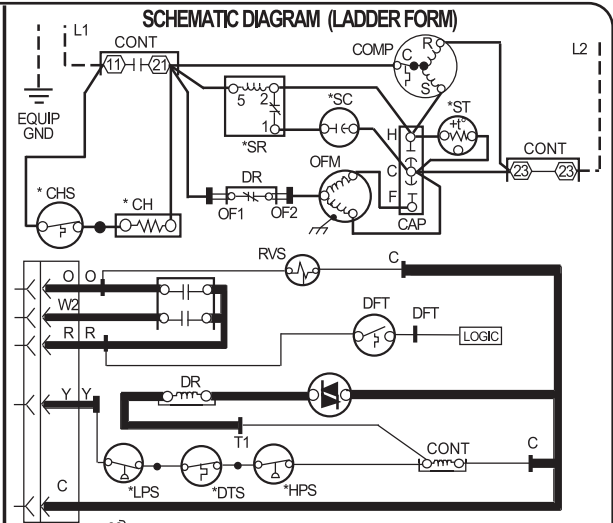 SCHEMATIC DIAGRAM (LADDER FORM)
L1
CONT
COMP
R
L2
11
21
C
S
EQUIP
GND
5
2
1
*SR
*SC
H
*ST
+t°
CONT
OFM
C
23
23
DR
F
CAP
* CHS
* CH
OF1
OF2
RVS
C
O
O
W2
DFT
DFT
R
R
LOGIC
DR
Y
Y
T1
CONT
C
*LPS
*DTS
*HPS
C